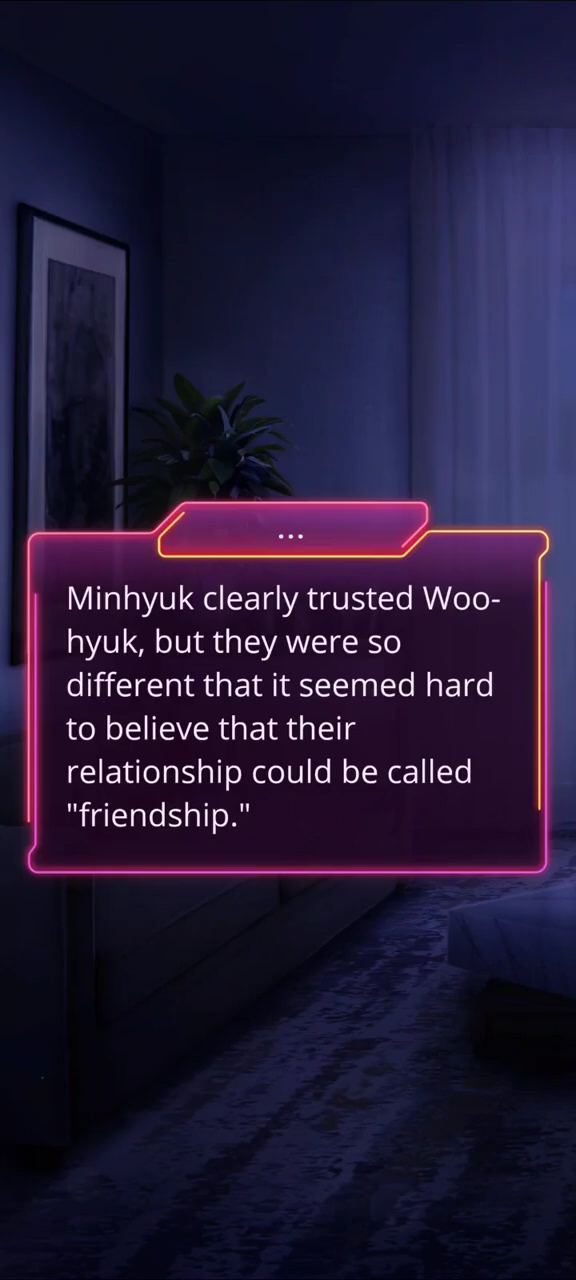 ...
Minhyuk clearly trusted Woo-
hyuk, but they were so
different that it seemed hard
to believe that their
relationship could be called
"friendship."